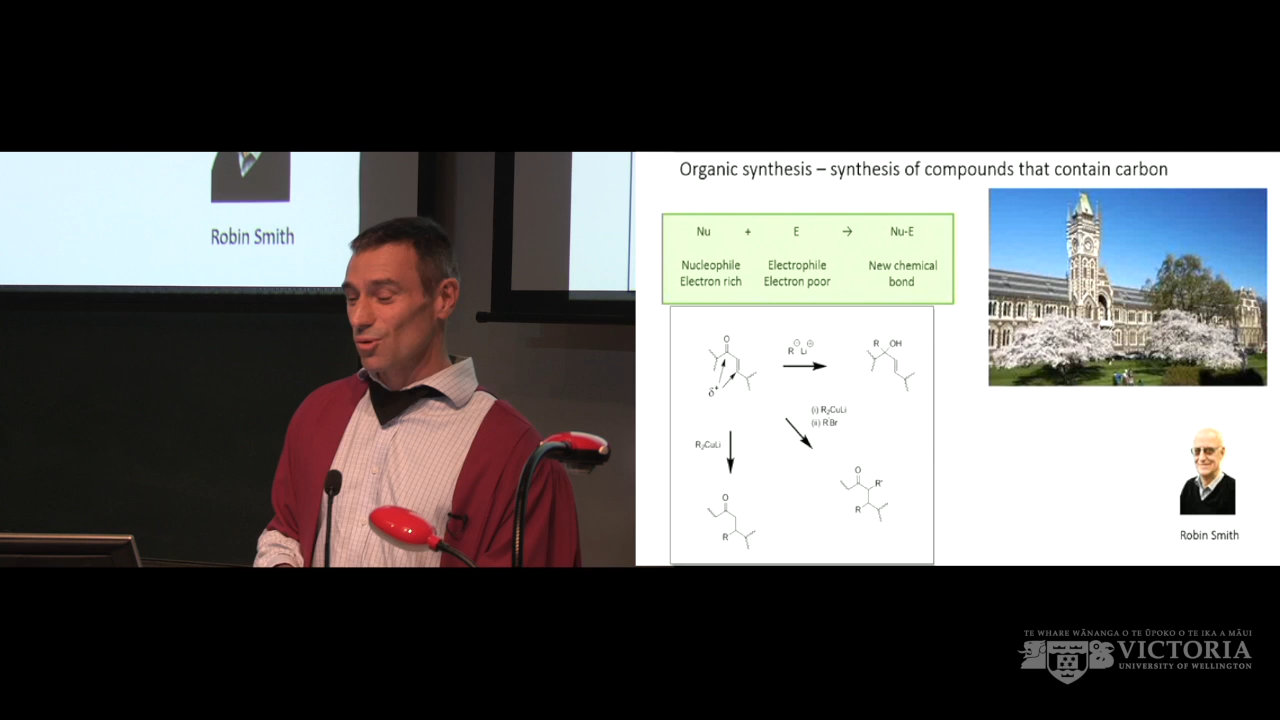 Robin Smith
Organic synthesis – synthesis of compounds that contain carbon
Nu + E → Nu-E
Nucleophile Electrophile New chemical
Electron rich Electron poor bond
O
R⊖ Li⊕
R OH
δ+
(i) R₂CuLi
(ii) R'Br
R₂CuLi
O
R'
R
O
R
Robin Smith
TE WHARE WĀNANGA O TE ŪPOKO O TE IKA A MĀUI
VICTORIA
UNIVERSITY OF WELLINGTON